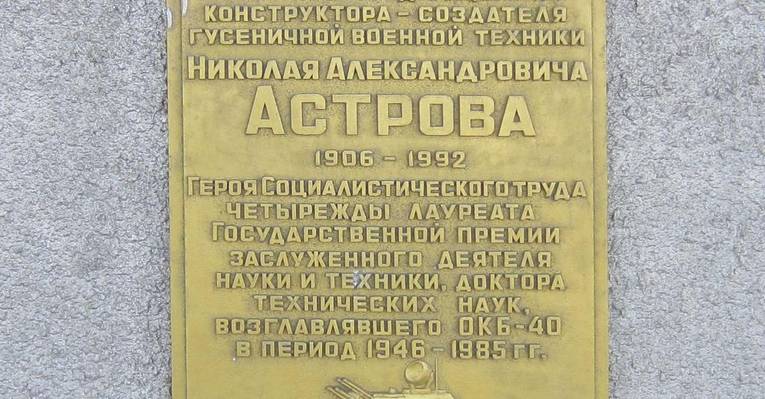 КОНСТРУКТОРА – СОЗДАТЕЛЯ
ГУСЕНИЧНОЙ ВОЕННОЙ ТЕХНИКИ
НИКОЛАЯ АЛЕКСАНДРОВИЧА
АСТРОВА
1906 – 1992
ГЕРОЯ СОЦИАЛИСТИЧЕСКОГО ТРУДА
ЧЕТЫРЕЖДЫ ЛАУРЕАТА
ГОСУДАРСТВЕННОЙ ПРЕМИИ
ЗАСЛУЖЕННОГО ДЕЯТЕЛЯ
НАУКИ И ТЕХНИКИ, ДОКТОРА
ТЕХНИЧЕСКИХ НАУК,
ВОЗГЛАВЛЯВШЕГО ОКБ-40
В ПЕРИОД 1946 – 1985 ГГ.